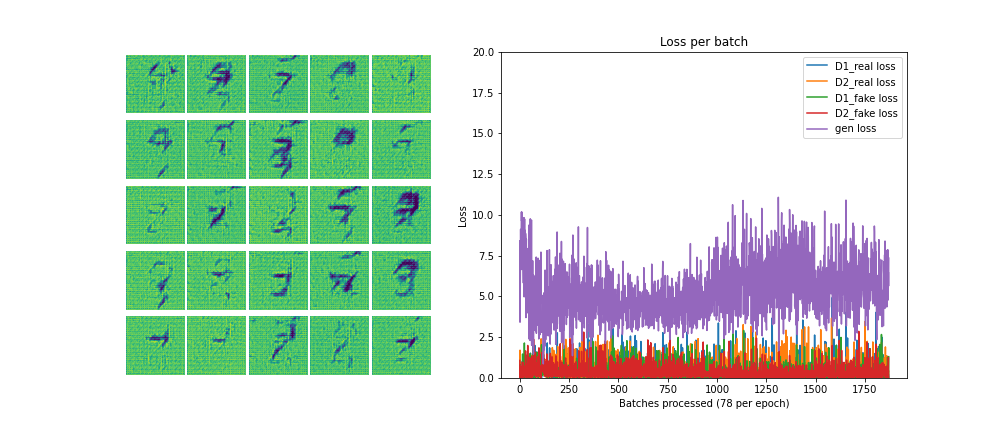 Loss per batch
20.0
17.5
15.0
12.5
10.0
7.5
5.0
2.5
0.0
Loss
D1_real loss
D2_real loss
D1_fake loss
D2_fake loss
gen loss
0 250 500 750 1000 1250 1500 1750
Batches processed (78 per epoch)